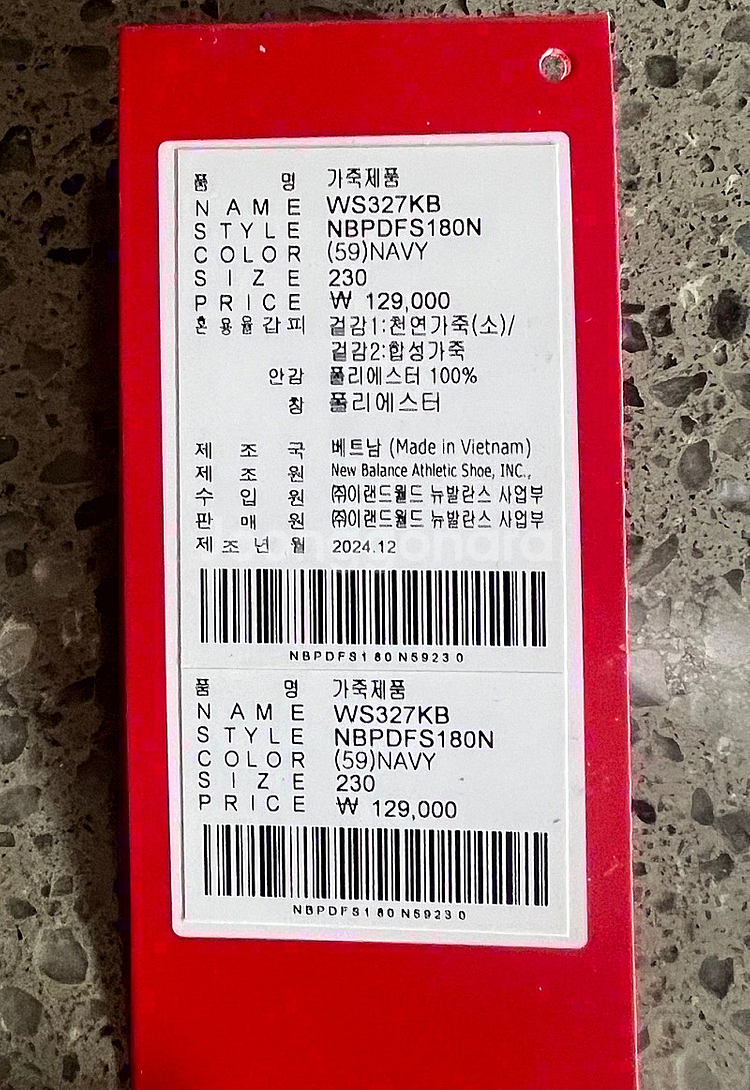 품 명 가죽제품
NAME WS327KB
STYLE NBPDFS180N
COLOR (59)NAVY
SIZE 230
PRICE ₩ 129,000
혼용율겉피 겉감1:천연가죽(소)/
겉감2:합성가죽
안감 폴리에스터 100%
창 폴리에스터
제 조 국 베트남 (Made in Vietnam)
제 조 원 New Balance Athletic Shoe, INC.,
수 입 원 ㈜이랜드월드 뉴발란스 사업부
판 매 원 ㈜이랜드월드 뉴발란스 사업부
제조년월 2024.12
NBPDFS180N59230
품 명 가죽제품
NAME WS327KB
STYLE NBPDFS180N
COLOR (59)NAVY
SIZE 230
PRICE ₩ 129,000
NBPDFS180N59230